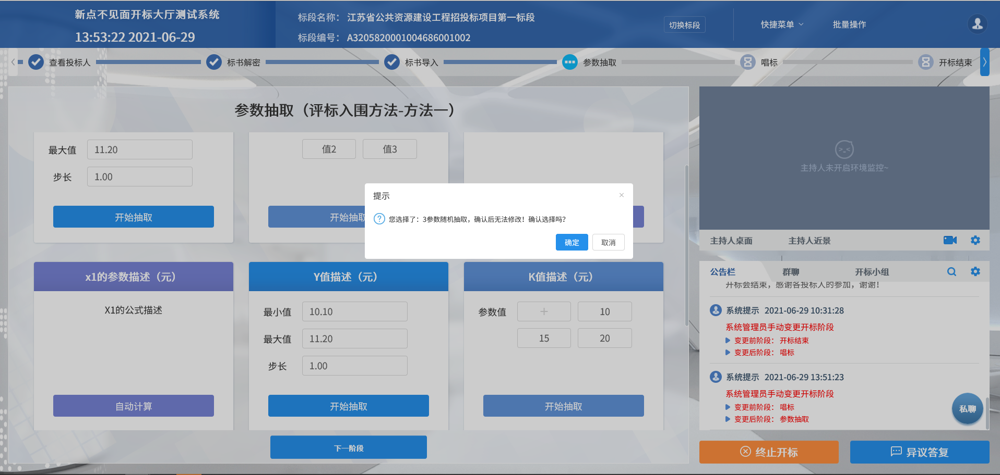 新点不见面开标大厅测试系统
13:53:22 2021-06-29
标段名称： 江苏省公共资源建设工程招投标项目第一标段
标段编号： A3205820001004686001002
切换标段
快捷菜单
批量操作
查看投标人
标书解密
标书导入
参数抽取
唱标
开标结束
参数抽取（评标入围方法-方法一）
最大值 11.20
步长 1.00
开始抽取
值2 值3
开始抽取
提示
您选择了：3参数随机抽取，确认后无法修改！确认选择吗？
确定 取消
x1的参数描述（元）
X1的公式描述
自动计算
Y值描述（元）
最小值 10.10
最大值 11.20
步长 1.00
开始抽取
K值描述（元）
参数值 + 10
15 20
开始抽取
下一阶段
主持人未开启环境监控~
主持人桌面 主持人近景
公告栏 群聊 开标小组
开标会结束，感谢各投标人的参加，谢谢！
系统提示 2021-06-29 10:31:28
系统管理员手动变更开标阶段
变更前阶段： 开标结束
变更后阶段： 唱标
系统提示 2021-06-29 13:51:23
系统管理员手动变更开标阶段
变更前阶段： 唱标
变更后阶段： 参数抽取
私聊
终止开标
异议答复